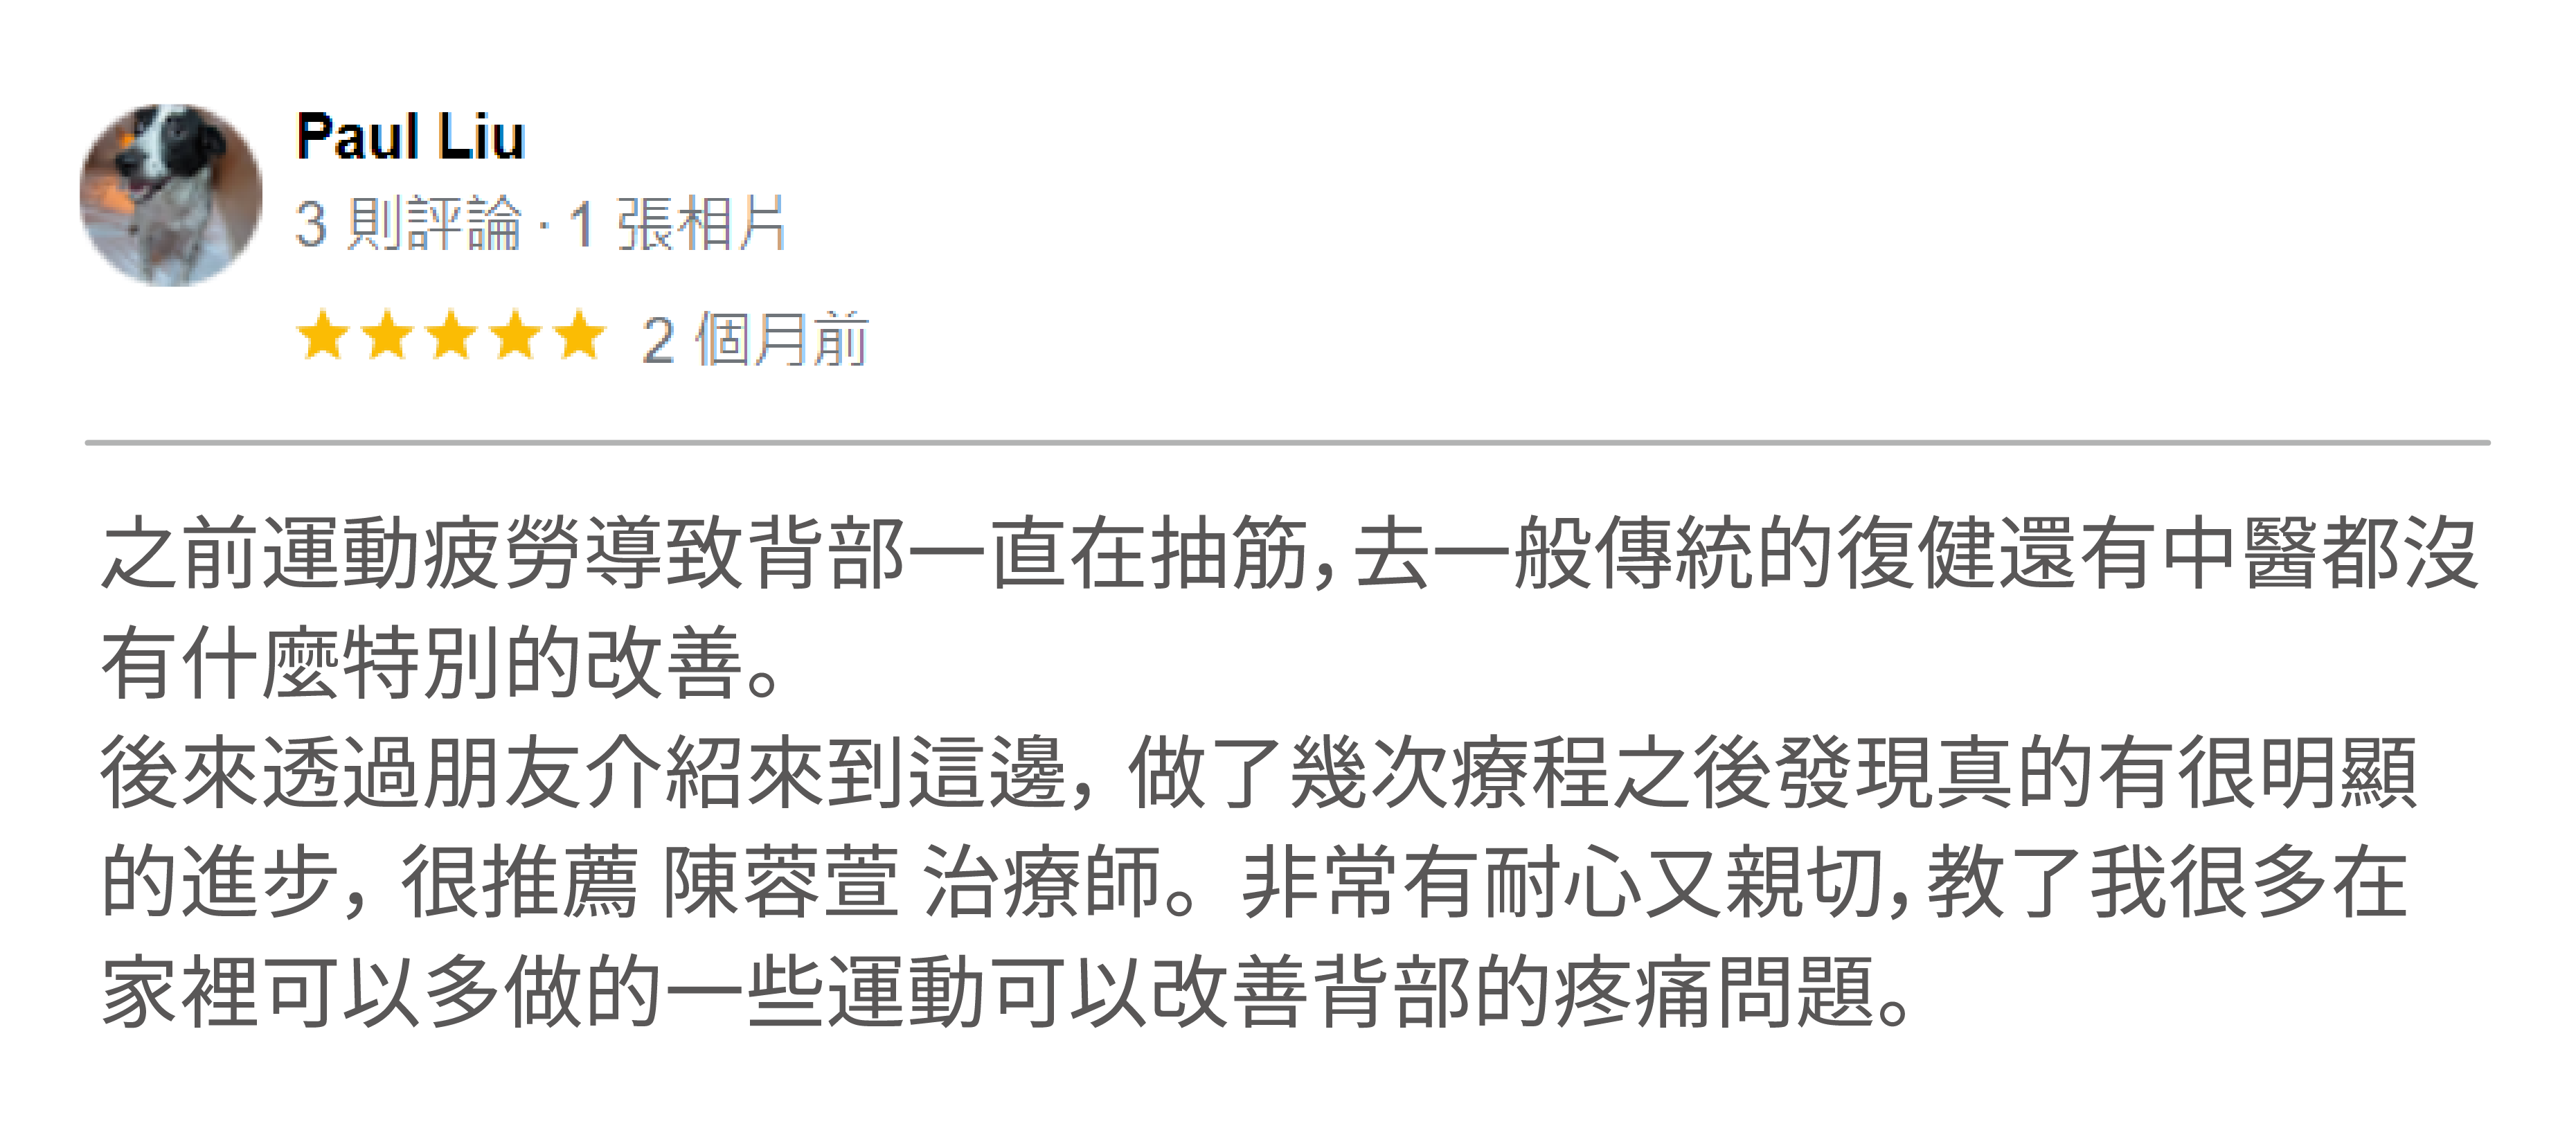 Paul Liu
3 則評論 · 1 張相片
2 個月前
之前運動疲勞導致背部一直在抽筋，去一般傳統的復健還有中醫都沒
有什麼特別的改善。
後來透過朋友介紹來到這邊，做了幾次療程之後發現真的有很明顯
的進步，很推薦 陳蓉萱 治療師。非常有耐心又親切，教了我很多在
家裡可以多做的一些運動可以改善背部的疼痛問題。